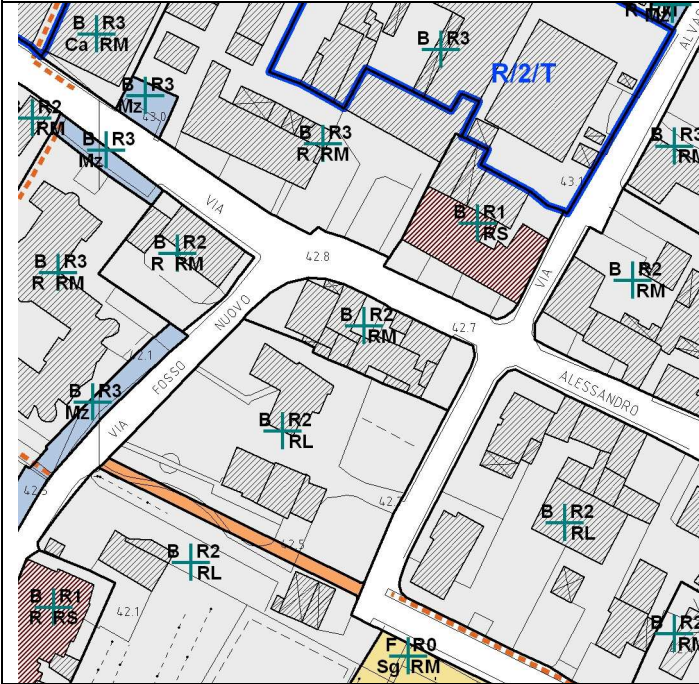 B R3
Ca RM
B R3
Mz
43.0
R2
RM
B R3
Mz
B R3
R RM
B R3
R/2/T
Mz
ALVAR
B R3
RM
43.1
B R1
RS
VIA
B R2
R RM
42.8
B R3
R RM
NUOVO
VIA
B R2
RM
B R2
RM
42.7
42.1
FOSSO
ALESSANDRO
B R3
Mz
VIA
B R2
RL
42.5
42.7
B R2
RL
42.5
B R2
RL
B R1
R RS
42.1
B R2
RM
F R0
Sg RM